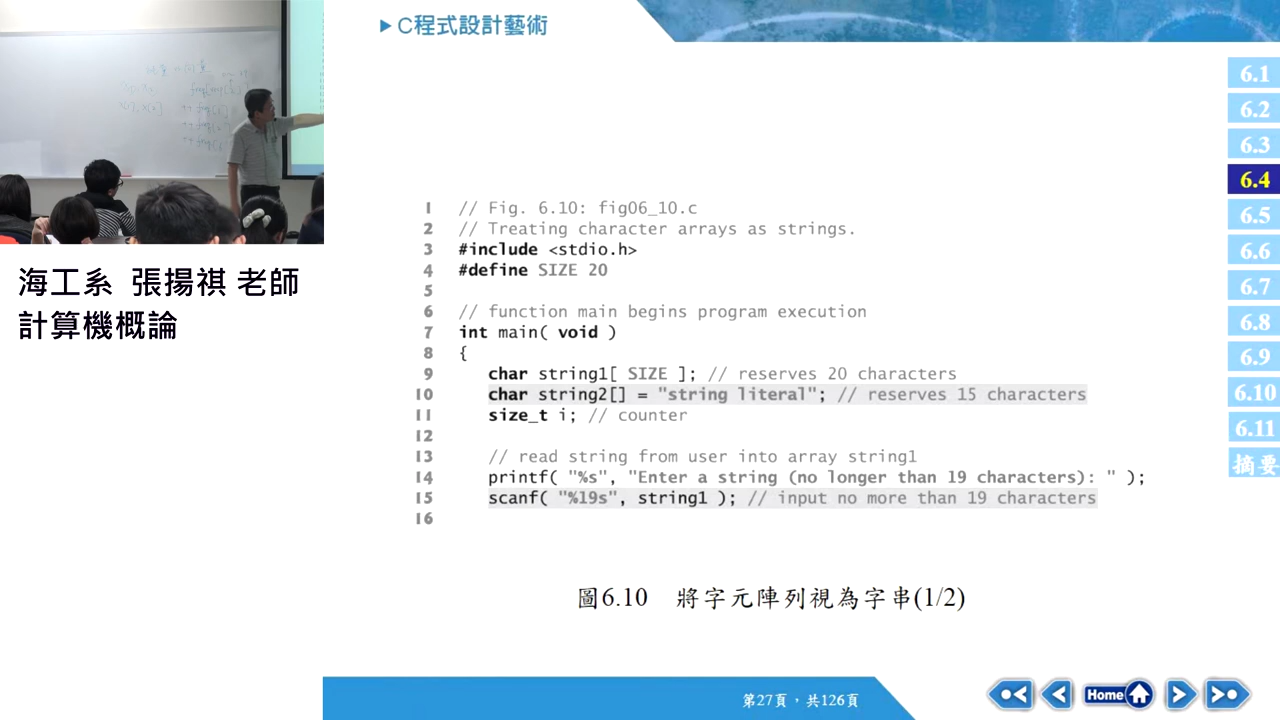 ▶C程式設計藝術
海工系 張揚祺 老師
計算機概論
1 // Fig. 6.10: fig06_10.c
2 // Treating character arrays as strings.
3 #include <stdio.h>
4 #define SIZE 20
5
6 // function main begins program execution
7 int main( void )
8 {
9 char string1[ SIZE ]; // reserves 20 characters
10 char string2[] = "string literal"; // reserves 15 characters
11 size_t i; // counter
12
13 // read string from user into array string1
14 printf( "%s", "Enter a string (no longer than 19 characters): " );
15 scanf( "%19s", string1 ); // input no more than 19 characters
16
圖6.10 將字元陣列視為字串(1/2)
6.1
6.2
6.3
6.4
6.5
6.6
6.7
6.8
6.9
6.10
6.11
摘要
第27頁，共126頁
Home